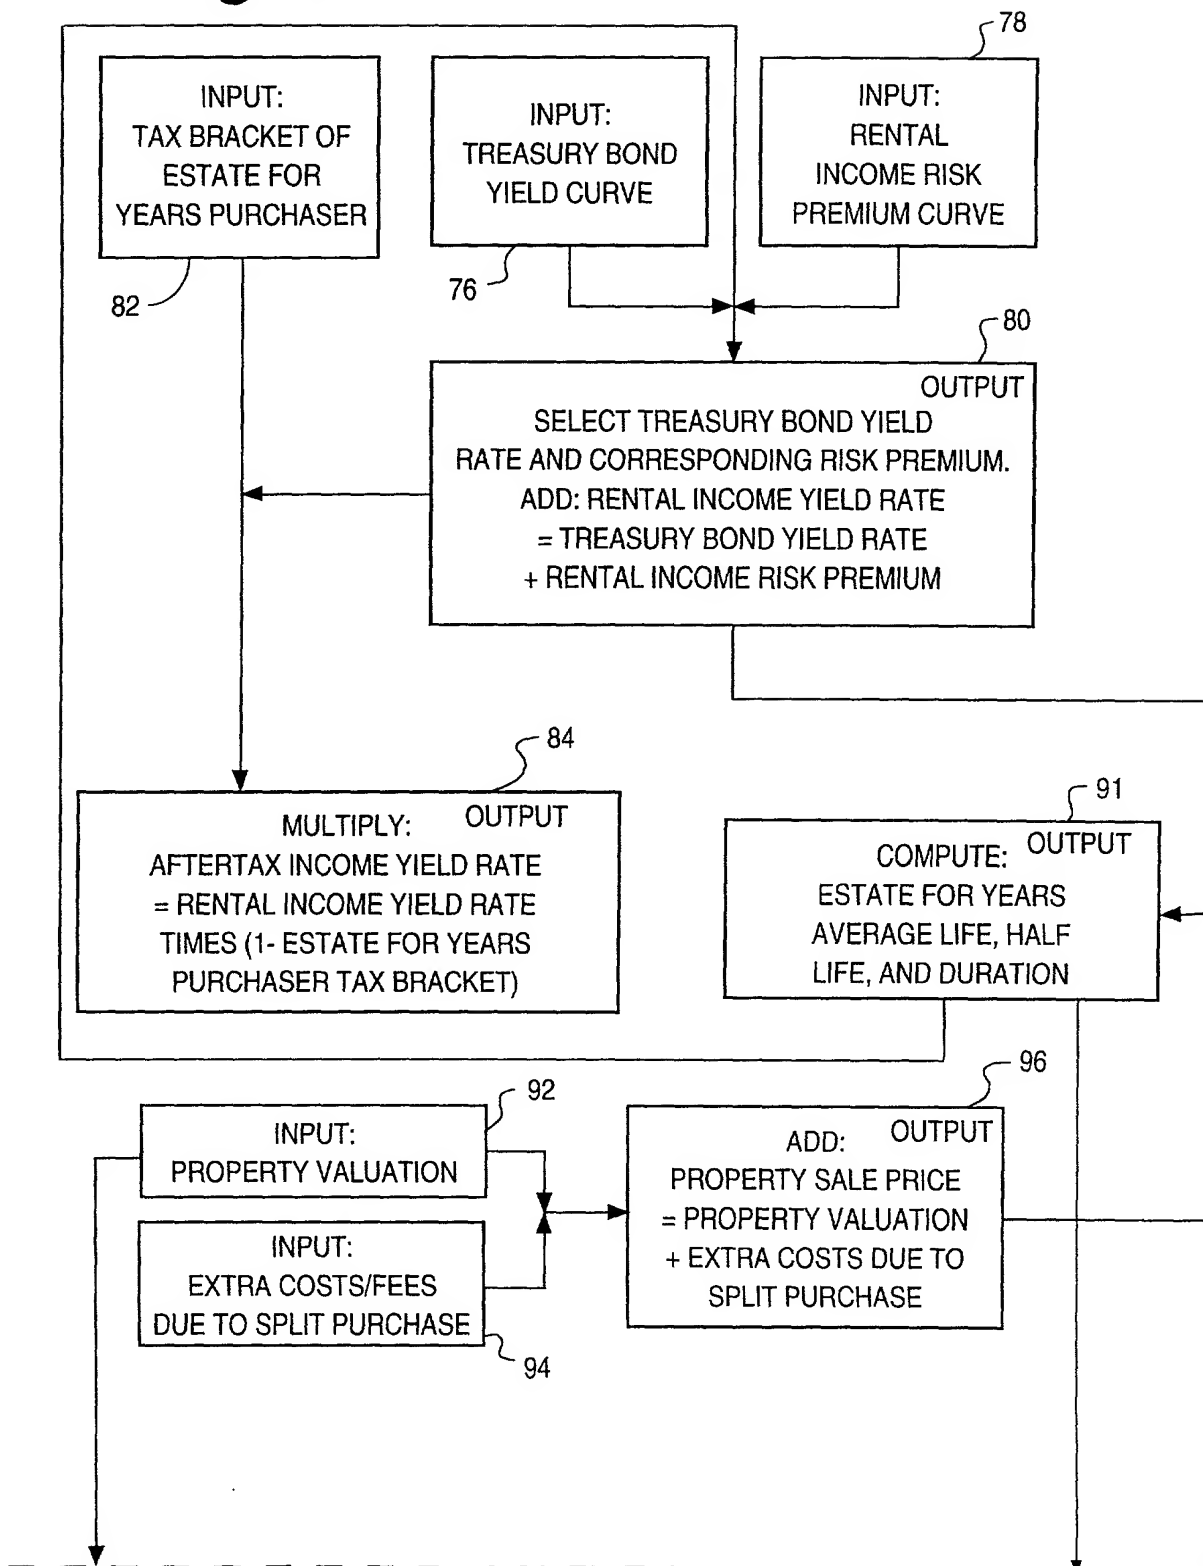 78
INPUT:
TAX BRACKET OF
ESTATE FOR
YEARS PURCHASER
82
INPUT:
TREASURY BOND
YIELD CURVE
76
INPUT:
RENTAL
INCOME RISK
PREMIUM CURVE
80
OUTPUT
SELECT TREASURY BOND YIELD
RATE AND CORRESPONDING RISK PREMIUM.
ADD: RENTAL INCOME YIELD RATE
= TREASURY BOND YIELD RATE
+ RENTAL INCOME RISK PREMIUM
84
OUTPUT
MULTIPLY:
AFTERTAX INCOME YIELD RATE
= RENTAL INCOME YIELD RATE
TIMES (1- ESTATE FOR YEARS
PURCHASER TAX BRACKET)
91
OUTPUT
COMPUTE:
ESTATE FOR YEARS
AVERAGE LIFE, HALF
LIFE, AND DURATION
92
INPUT:
PROPERTY VALUATION
INPUT:
EXTRA COSTS/FEES
DUE TO SPLIT PURCHASE
94
96
OUTPUT
ADD:
PROPERTY SALE PRICE
= PROPERTY VALUATION
+ EXTRA COSTS DUE TO
SPLIT PURCHASE